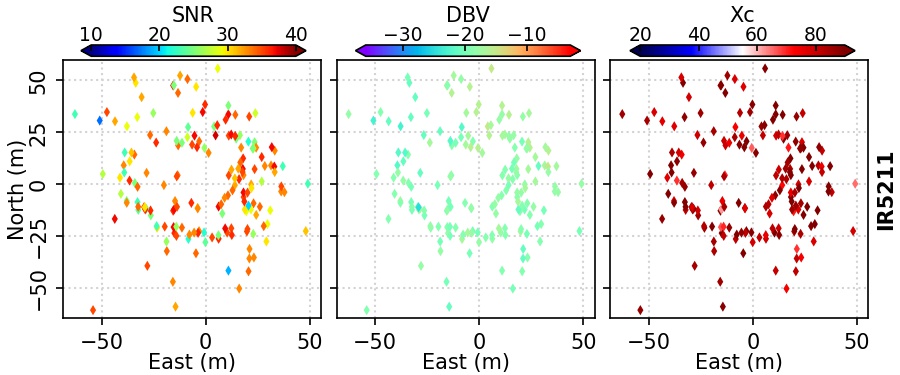 SNR DBV Xc
10 20 30 40 −30 −20 −10 20 40 60 80
50
25
0
−25
−50
North (m)
−50 0 50 −50 0 50 −50 0 50
East (m) East (m) East (m)
IR5211